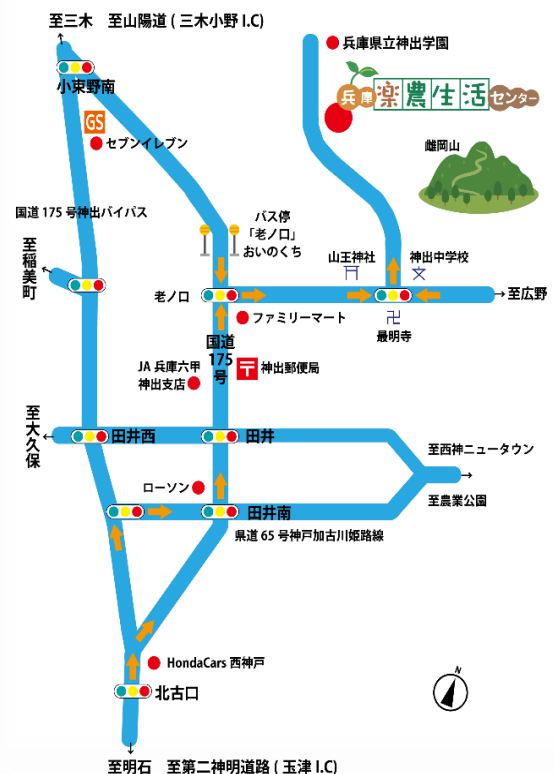 至三木 至山陽道 ( 三木小野 I.C)
小束野南
GS
セブンイレブン
兵庫県立神出学園
兵庫楽農生活センター
雌岡山
国道 175 号神出バイパス
バス停
「老ノ口」
おいのくち
至稲美町
山王神社
神出中学校
文
老ノ口
至広野
ファミリーマート
卍
最明寺
国道
175
号
JA 兵庫六甲
神出支店
〒
神出郵便局
至大久保
田井西
田井
至西神ニュータウン
ローソン
至農業公園
田井南
県道 65 号神戸加古川姫路線
HondaCars 西神戸
北古口
N
至明石 至第二神明道路 ( 玉津 I.C)